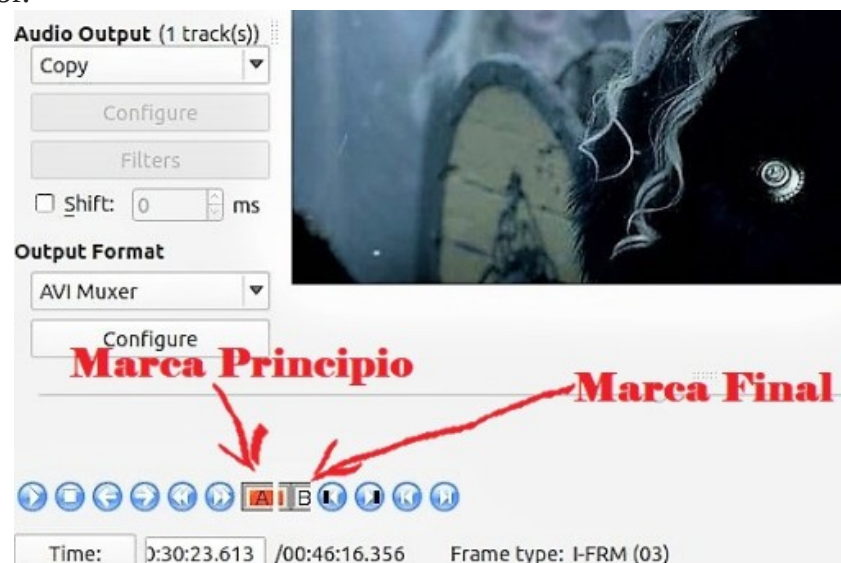 Audio Output (1 track(s))
Copy
Configure
Filters
Shift: 0 ms
Output Format
AVI Muxer
Configure
Marca Principio
Marca Final
A B
Time: 0:30:23.613 /00:46:16.356 Frame type: I-FRM (03)